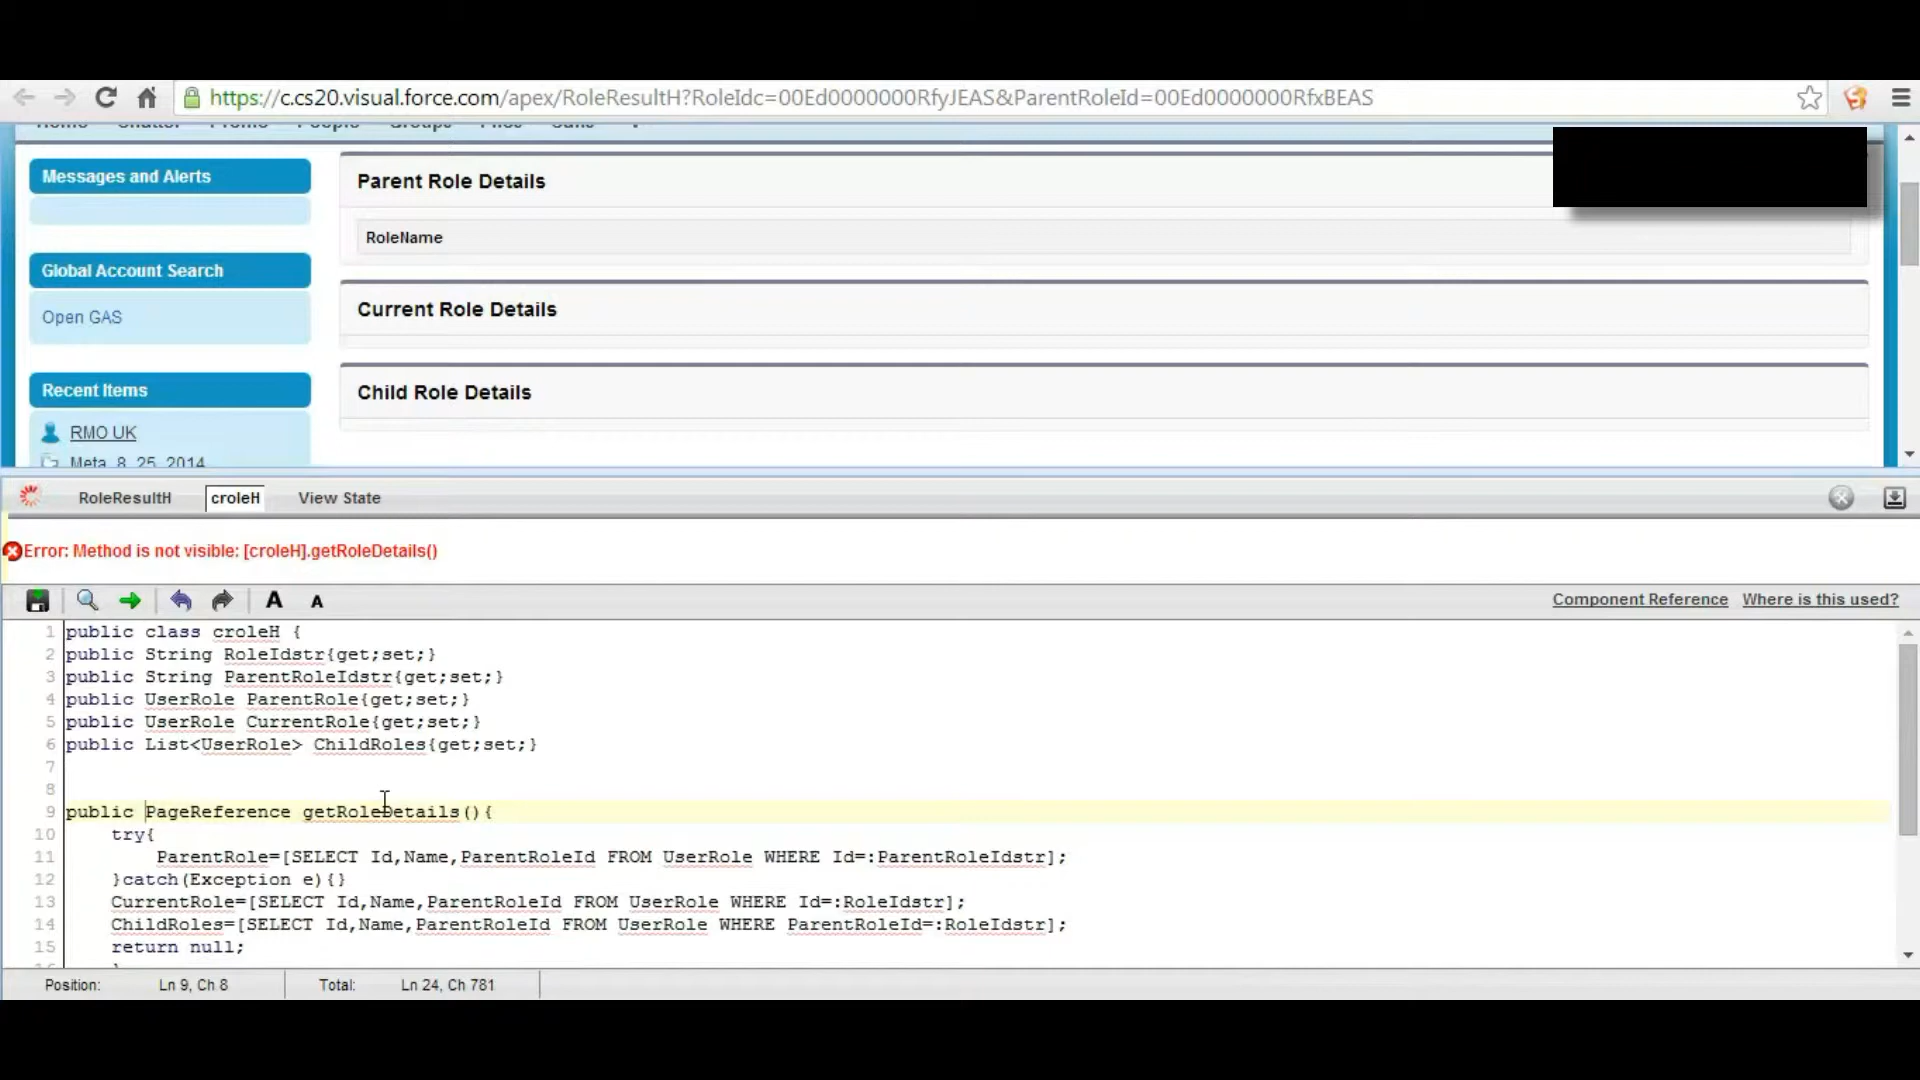 https://c.cs20.visual.force.com/apex/RoleResultH?RoleIdc=00Ed0000000RfyJEAS&ParentRoleId=00Ed0000000RfxBEAS
Home Chatter Promo People Groups Files
Messages and Alerts
Global Account Search
Open GAS
Recent Items
RMO UK
Meta_8_25_2014
Parent Role Details
RoleName
Current Role Details
Child Role Details
RoleResultH croleH View State
Error: Method is not visible: [croleH].getRoleDetails()
A A Component Reference Where is this used?
1 public class croleH {
2 public String RoleIdstr{get;set;}
3 public String ParentRoleIdstr{get;set;}
4 public UserRole ParentRole{get;set;}
5 public UserRole CurrentRole{get;set;}
6 public List<UserRole> ChildRoles{get;set;}
7
8
9 public PageReference getRoleDetails(){
10 try{
11 ParentRole=[SELECT Id,Name,ParentRoleId FROM UserRole WHERE Id=:ParentRoleIdstr];
12 }catch(Exception e){}
13 CurrentRole=[SELECT Id,Name,ParentRoleId FROM UserRole WHERE Id=:RoleIdstr];
14 ChildRoles=[SELECT Id,Name,ParentRoleId FROM UserRole WHERE ParentRoleId=:RoleIdstr];
15 return null;
Position: Ln 9, Ch 8 Total: Ln 24, Ch 781